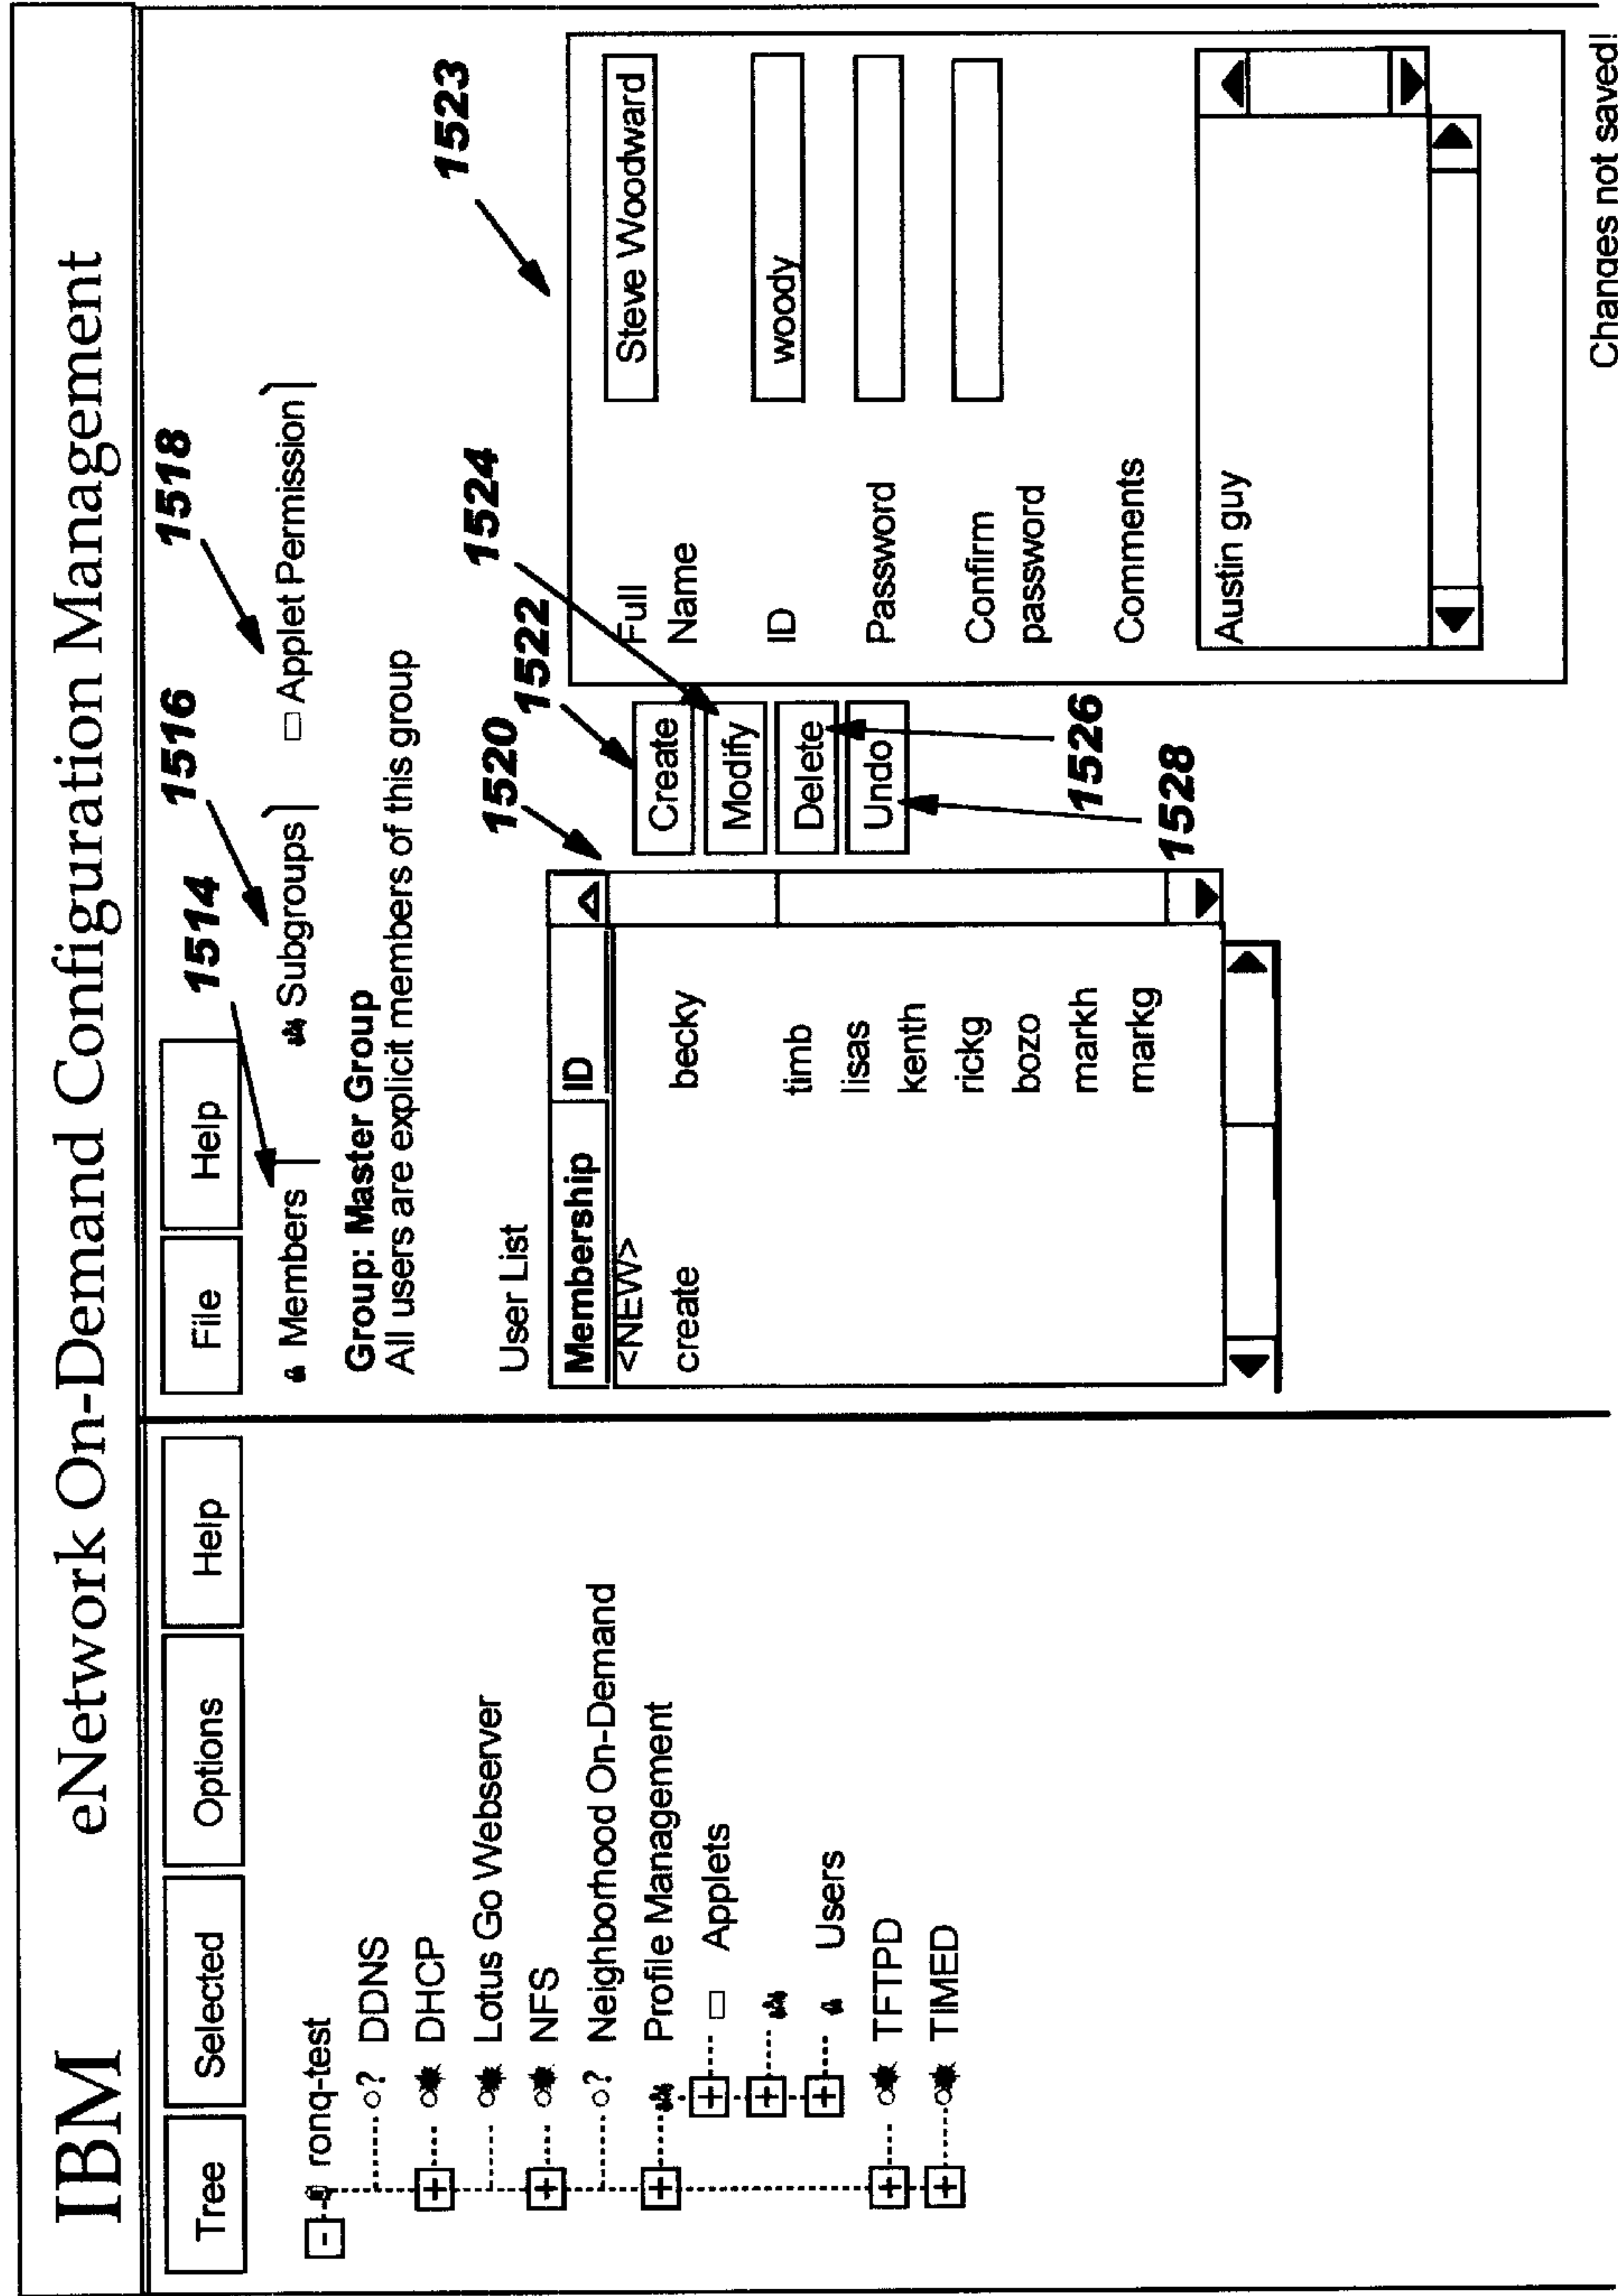 IBM eNetwork On-Demand Configuration Management
Tree Selected Options Help
ronq-test
? DDNS
DHCP
Lotus Go Webserver
NFS
? Neighborhood On-Demand
Profile Management
Applets
Users
TFTPD
TIMED
File Help
1514
1516
1518
Members
Subgroups
Applet Permission
Group: Master Group
All users are explicit members of this group
User List
1520
1522
1524
1523
Membership ID
<NEW>
create becky
timb
lisas
kenth
rickg
bozo
markh
markg
Create
Modify
Delete
Undo
1526
1528
Full
Name
Steve Woodward
ID
woody
Password
Confirm
password
Comments
Austin guy
Changes not saved!